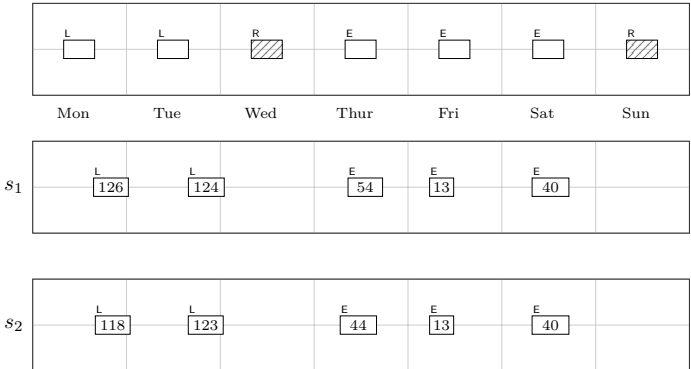 L L R E E E R
Mon Tue Wed Thur Fri Sat Sun
L L E E E
s1 126 124 54 13 40
L L E E E
s2 118 123 44 13 40